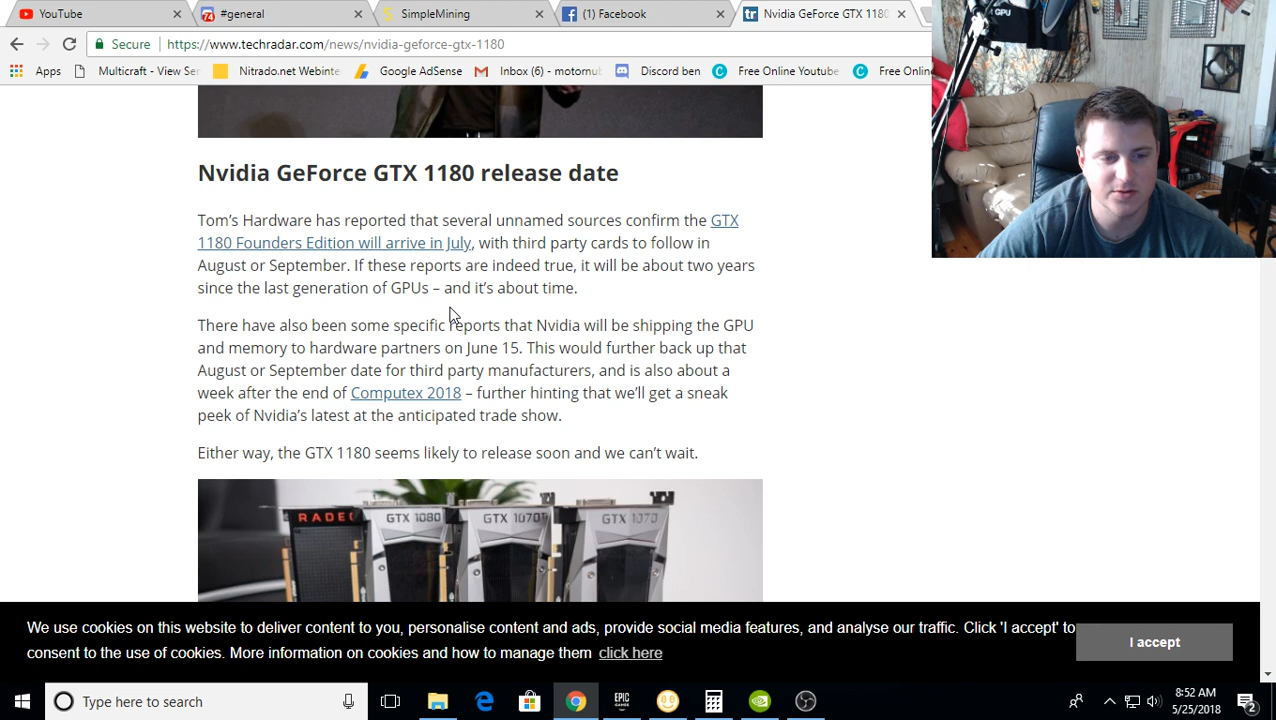 YouTube
#general
SimpleMining
(1) Facebook
Nvidia GeForce GTX 1180
Secure
https://www.techradar.com/news/nvidia-geforce-gtx-1180
Apps
Multicraft - View Ser
Nitrado.net Webinte
Google AdSense
Inbox (6) - motornub
Discord ben
Free Online Youtube
Free Onlin
GPU
Nvidia GeForce GTX 1180 release date
Tom's Hardware has reported that several unnamed sources confirm the GTX
1180 Founders Edition will arrive in July, with third party cards to follow in
August or September. If these reports are indeed true, it will be about two years
since the last generation of GPUs – and it's about time.
There have also been some specific reports that Nvidia will be shipping the GPU
and memory to hardware partners on June 15. This would further back up that
August or September date for third party manufacturers, and is also about a
week after the end of Computex 2018 – further hinting that we'll get a sneak
peek of Nvidia's latest at the anticipated trade show.
Either way, the GTX 1180 seems likely to release soon and we can't wait.
RADEO
GTX 1080
GTX 1070Ti
GTX 1070
We use cookies on this website to deliver content to you, personalise content and ads, provide social media features, and analyse our traffic. Click 'I accept' to
consent to the use of cookies. More information on cookies and how to manage them click here
I accept
Type here to search
EPIC
GAMES
8:52 AM
5/25/2018
2